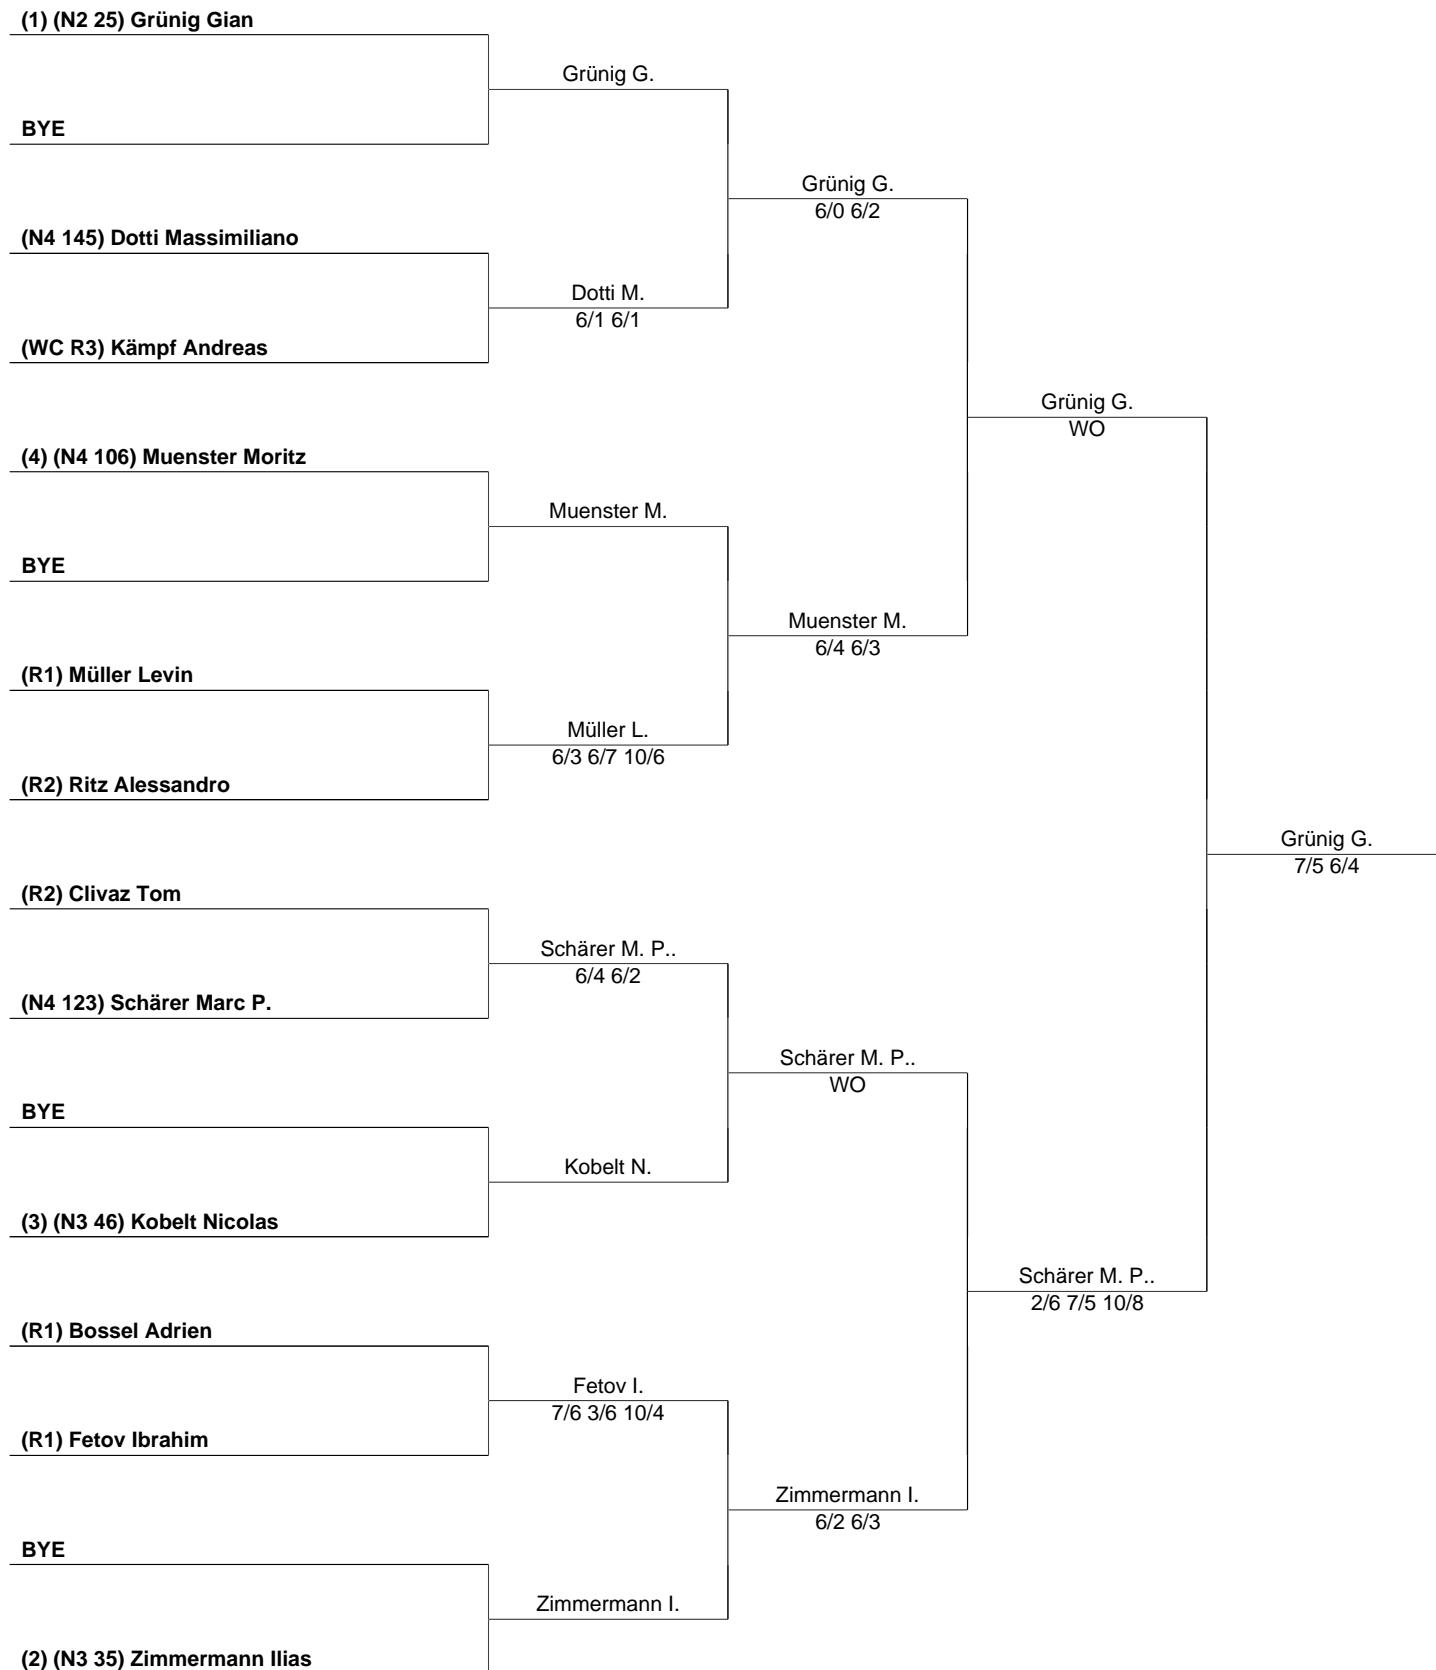 (1) (N2 25) Grünig Gian
Grünig G.
BYE
Grünig G.
6/0 6/2
(N4 145) Dotti Massimiliano
Dotti M.
6/1 6/1
(WC R3) Kämpf Andreas
Grünig G.
WO
(4) (N4 106) Muenster Moritz
Muenster M.
BYE
Muenster M.
6/4 6/3
(R1) Müller Levin
Müller L.
6/3 6/7 10/6
(R2) Ritz Alessandro
Grünig G.
7/5 6/4
(R2) Clivaz Tom
Schärer M. P..
6/4 6/2
(N4 123) Schärer Marc P.
Schärer M. P..
WO
BYE
Kobelt N.
(3) (N3 46) Kobelt Nicolas
Schärer M. P..
2/6 7/5 10/8
(R1) Bossel Adrien
Fetov I.
7/6 3/6 10/4
(R1) Fetov Ibrahim
Zimmermann I.
6/2 6/3
BYE
Zimmermann I.
(2) (N3 35) Zimmermann Ilias